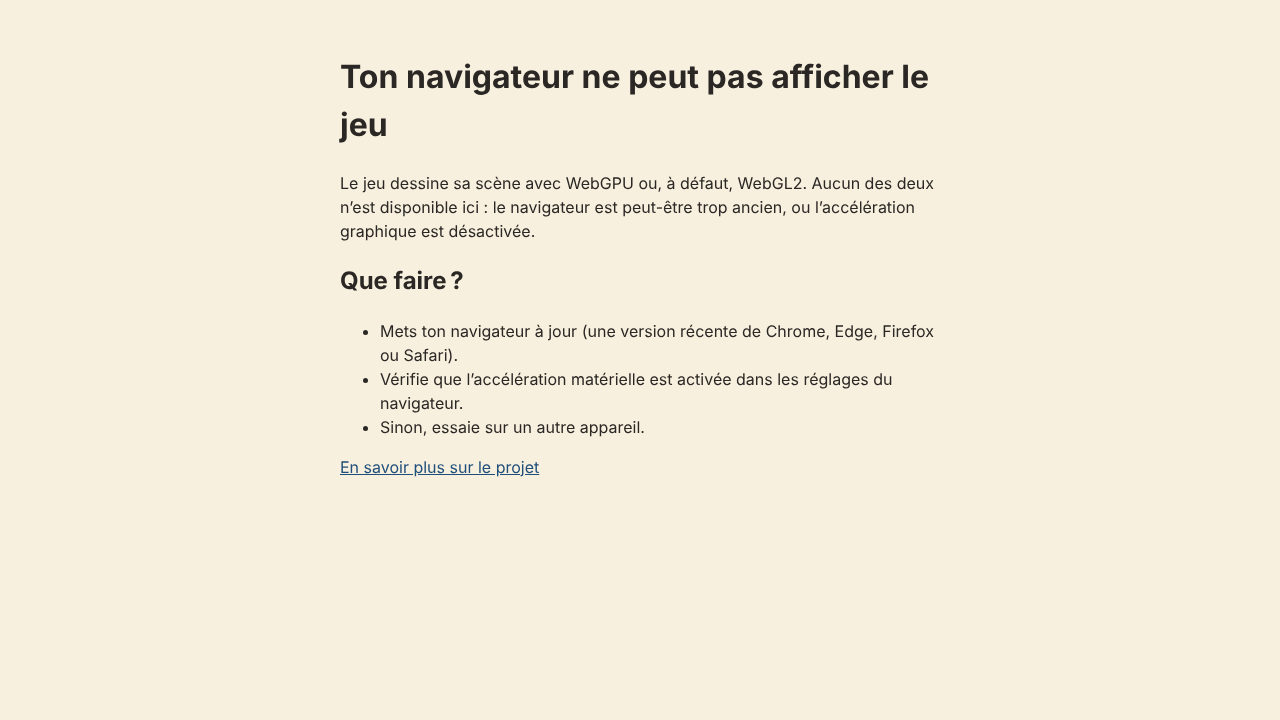 Ton navigateur ne peut pas afficher le
jeu
Le jeu dessine sa scène avec WebGPU ou, à défaut, WebGL2. Aucun des deux
n’est disponible ici : le navigateur est peut-être trop ancien, ou l’accélération
graphique est désactivée.
Que faire ?
• Mets ton navigateur à jour (une version récente de Chrome, Edge, Firefox
ou Safari).
• Vérifie que l’accélération matérielle est activée dans les réglages du
navigateur.
• Sinon, essaie sur un autre appareil.
En savoir plus sur le projet